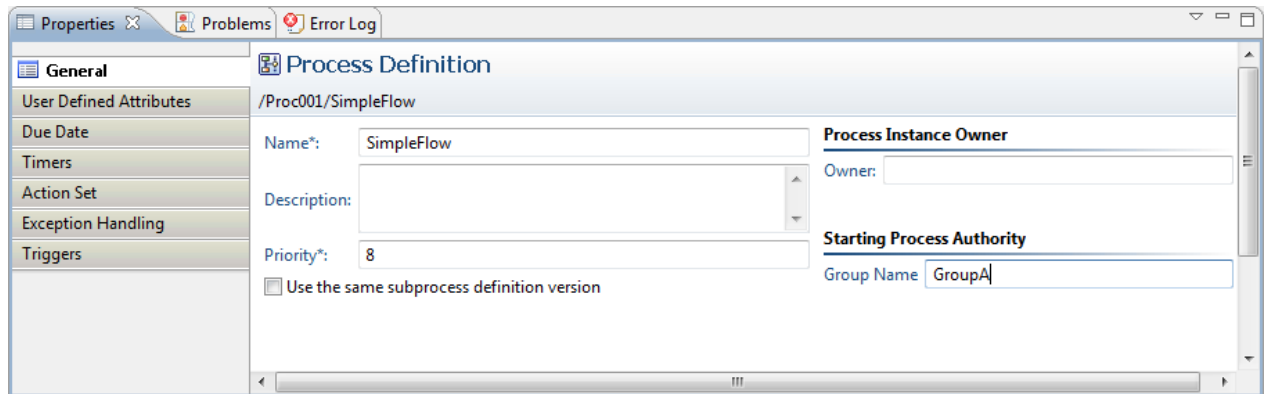 Properties Problems Error Log
General
User Defined Attributes
Due Date
Timers
Action Set
Exception Handling
Triggers
Process Definition
/Proc001/SimpleFlow
Name*: SimpleFlow
Description:
Priority*: 8
Use the same subprocess definition version
Process Instance Owner
Owner:
Starting Process Authority
Group Name GroupA